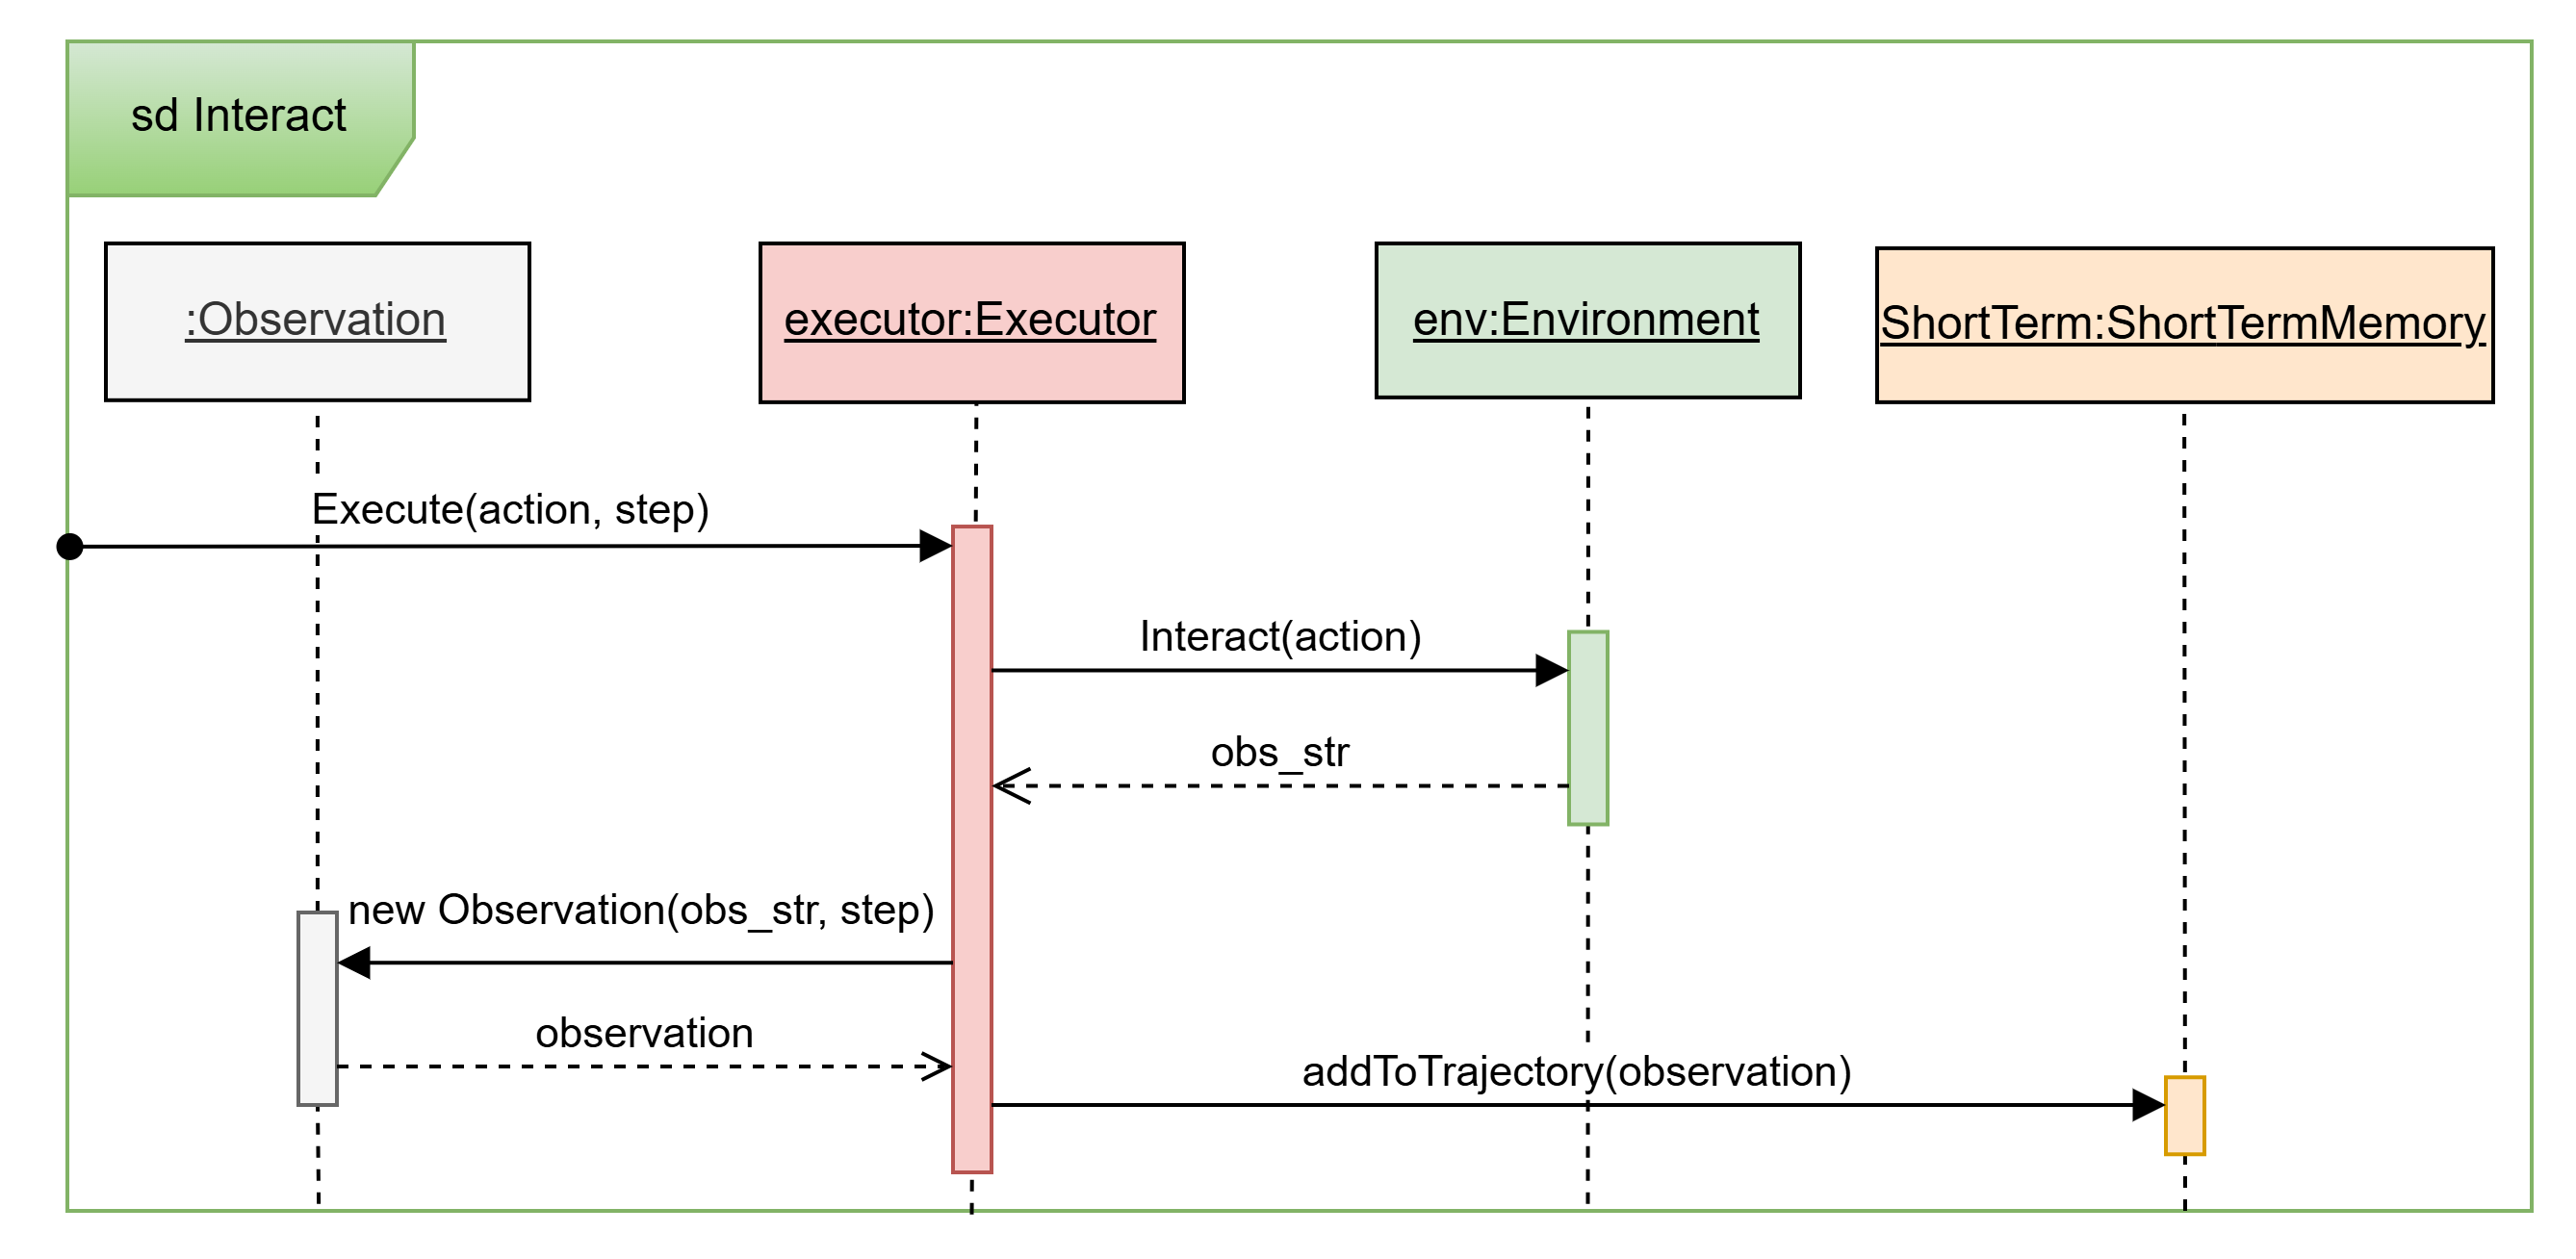 sd Interact
:Observation
executor:Executor
env:Environment
ShortTerm:ShortTermMemory
Execute(action, step)
Interact(action)
obs_str
new Observation(obs_str, step)
observation
addToTrajectory(observation)